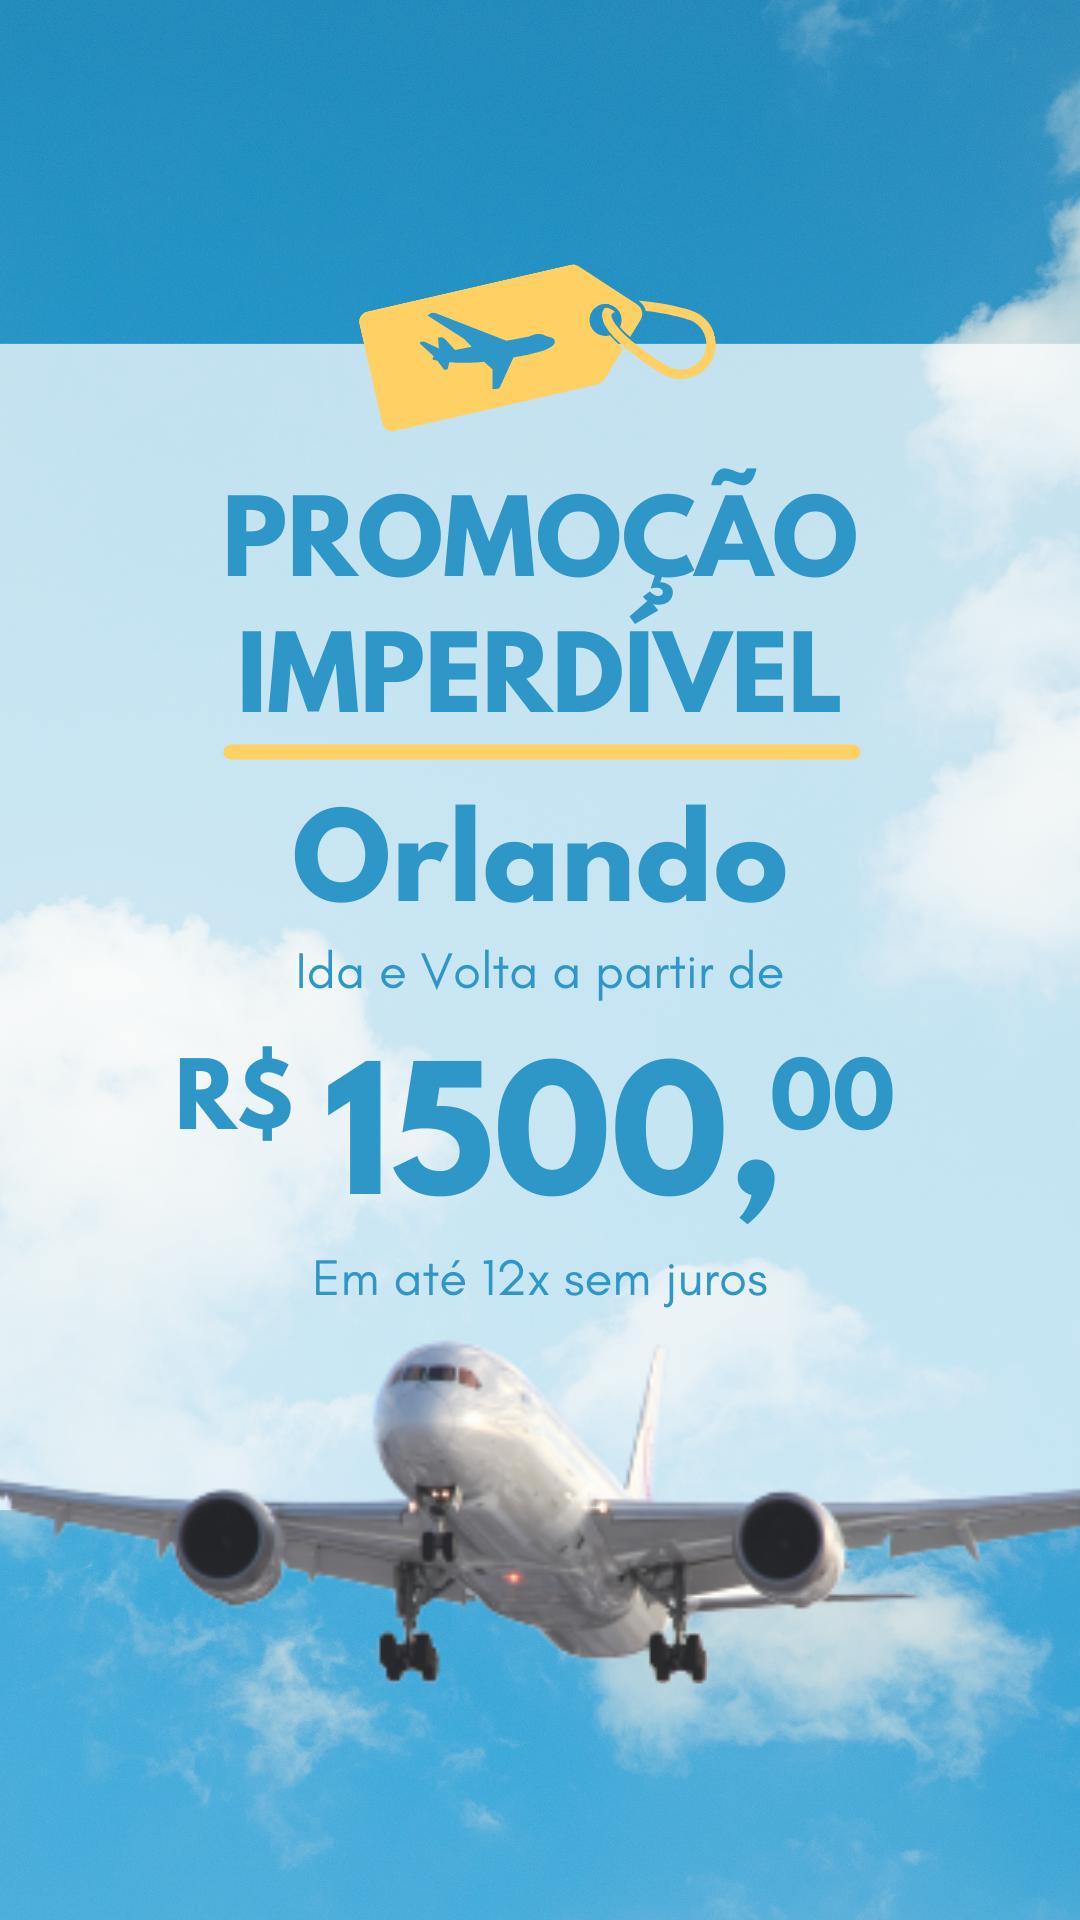 PROMOÇÃO
IMPERDÍVEL
Orlando
Ida e Volta a partir de
R$ 1500,00
Em até 12x sem juros